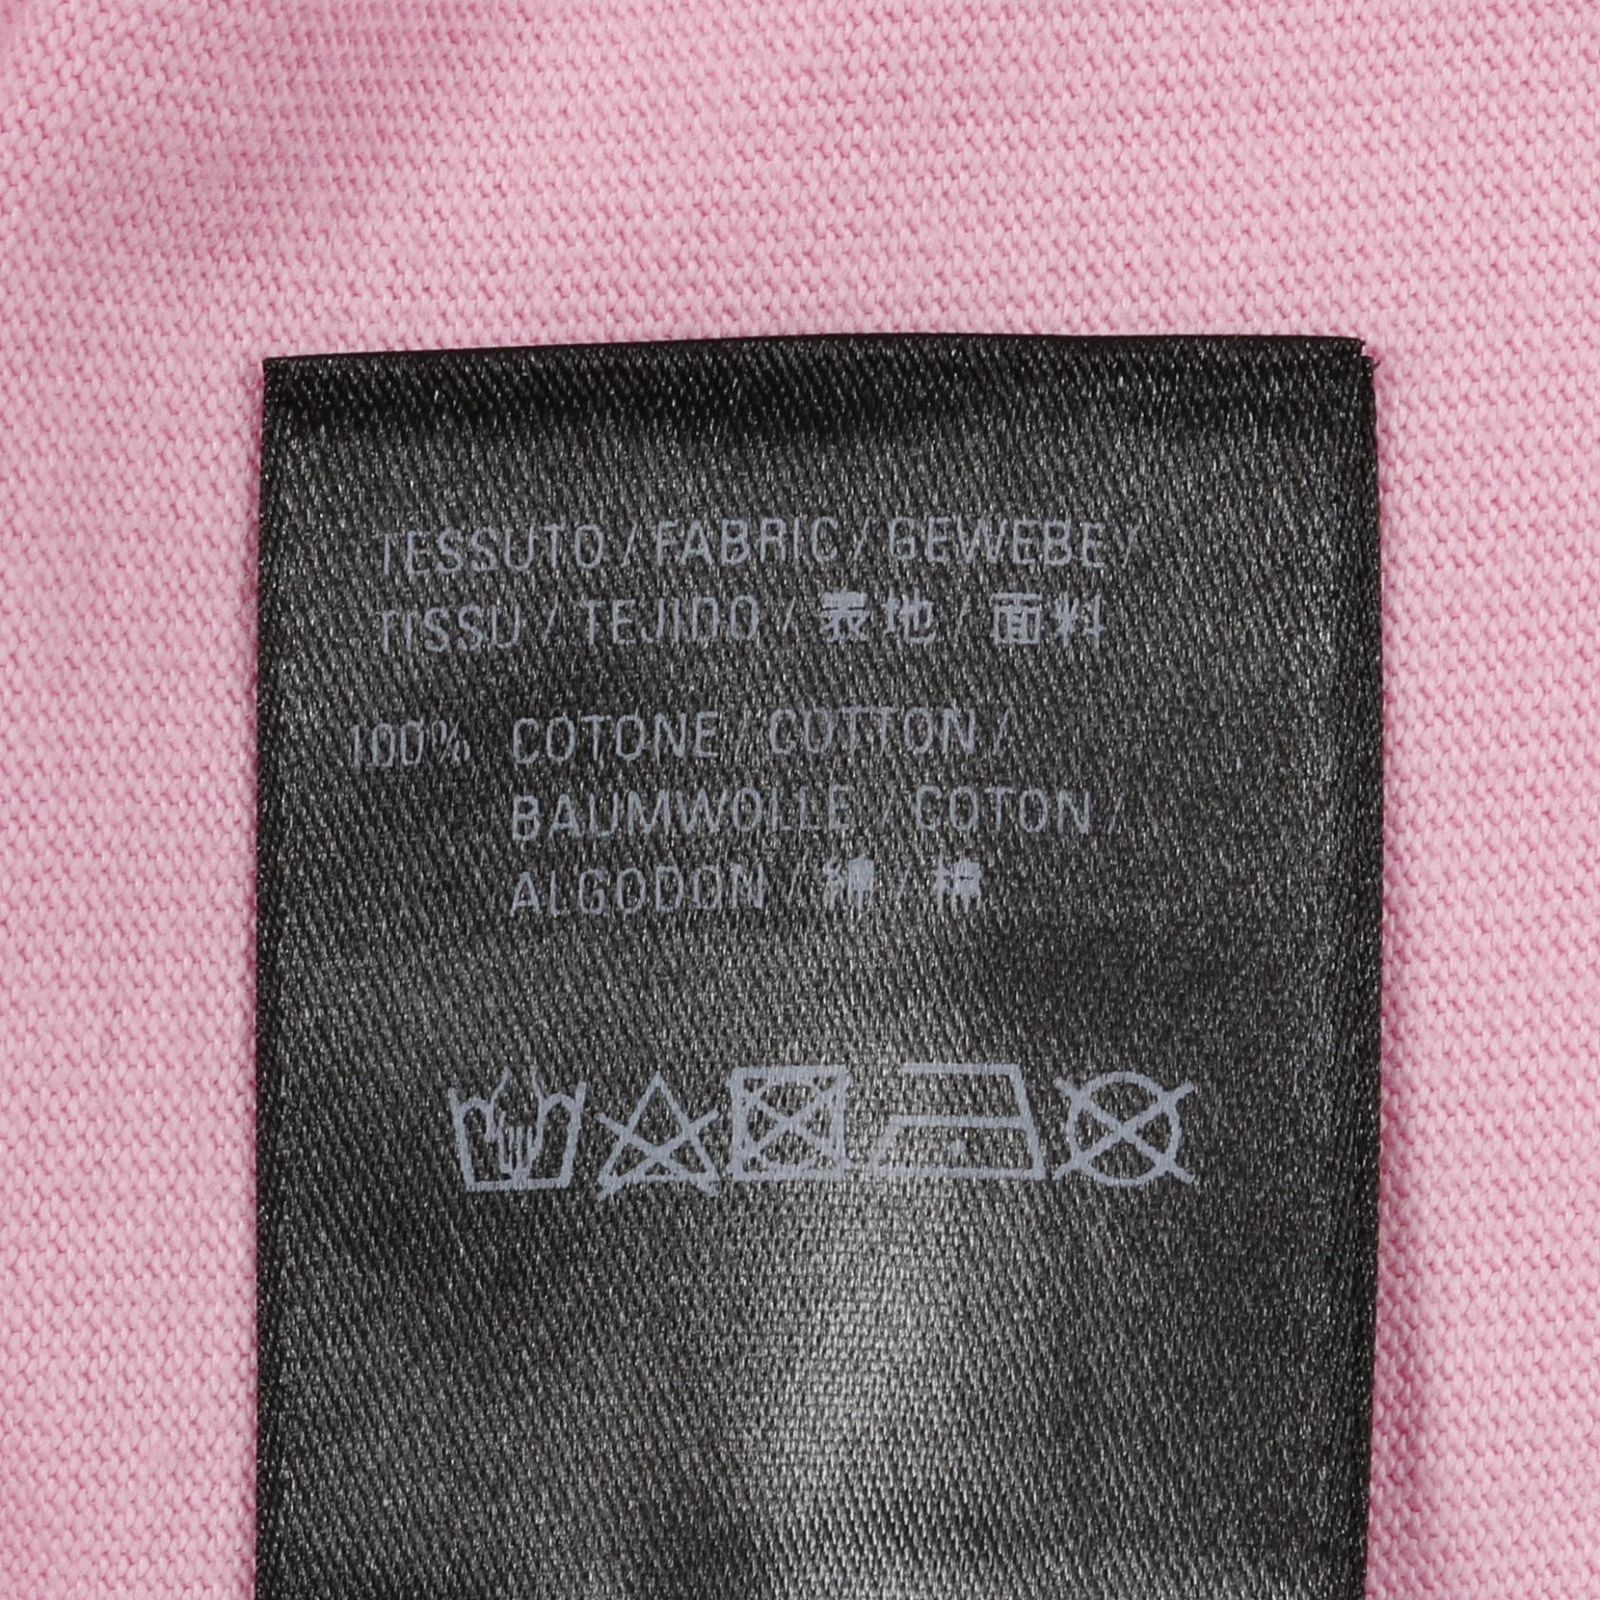 TESSUTO / FABRIC / GEWEBE /
TISSU / TEJIDO / 表地 / 面料
100% COTONE / COTTON /
BAUMWOLLE / COTON /
ALGODON / 綿 / 棉